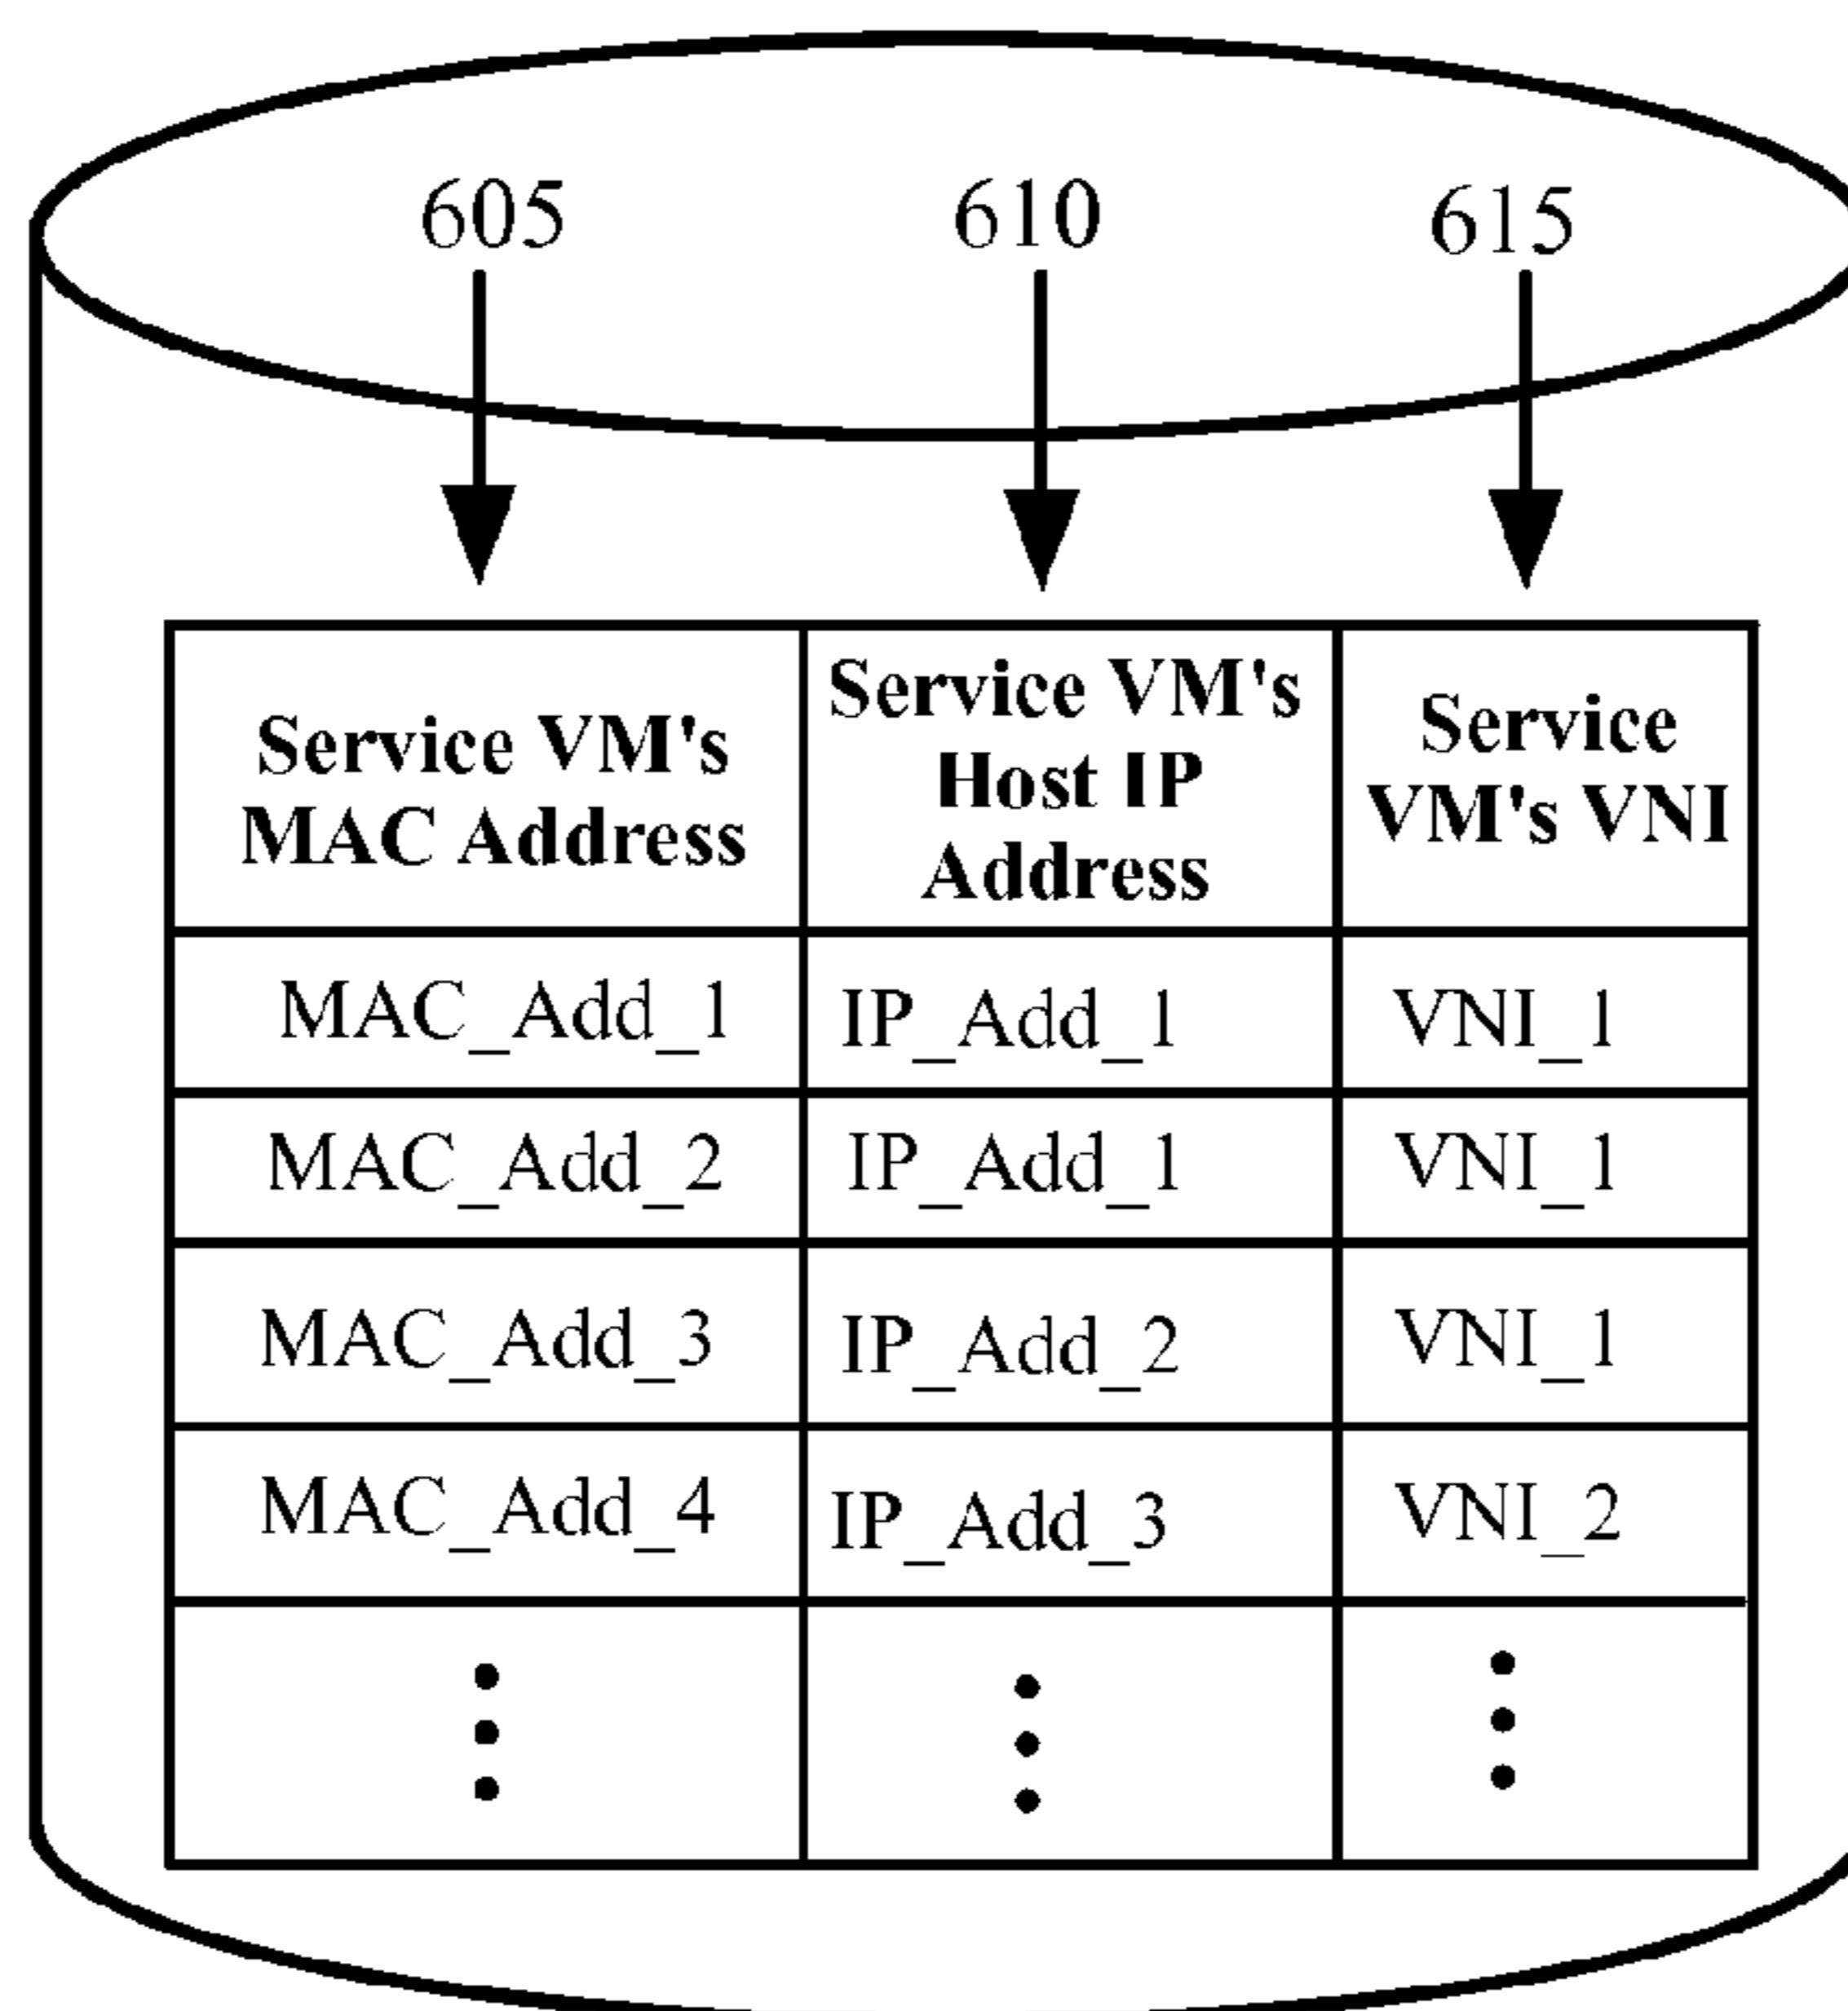 605 610 615
Service VM's
MAC Address
Service VM's
Host IP
Address
Service
VM's VNI
MAC_Add_1 IP_Add_1 VNI_1
MAC_Add_2 IP_Add_1 VNI_1
MAC_Add_3 IP_Add_2 VNI_1
MAC_Add_4 IP_Add_3 VNI_2